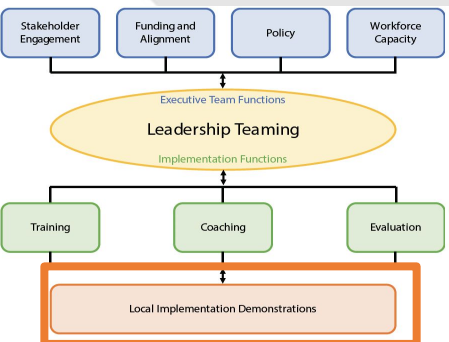 Stakeholder
Engagement
Funding and
Alignment
Policy
Workforce
Capacity
Executive Team Functions
Leadership Teaming
Implementation Functions
Training
Coaching
Evaluation
Local Implementation Demonstrations